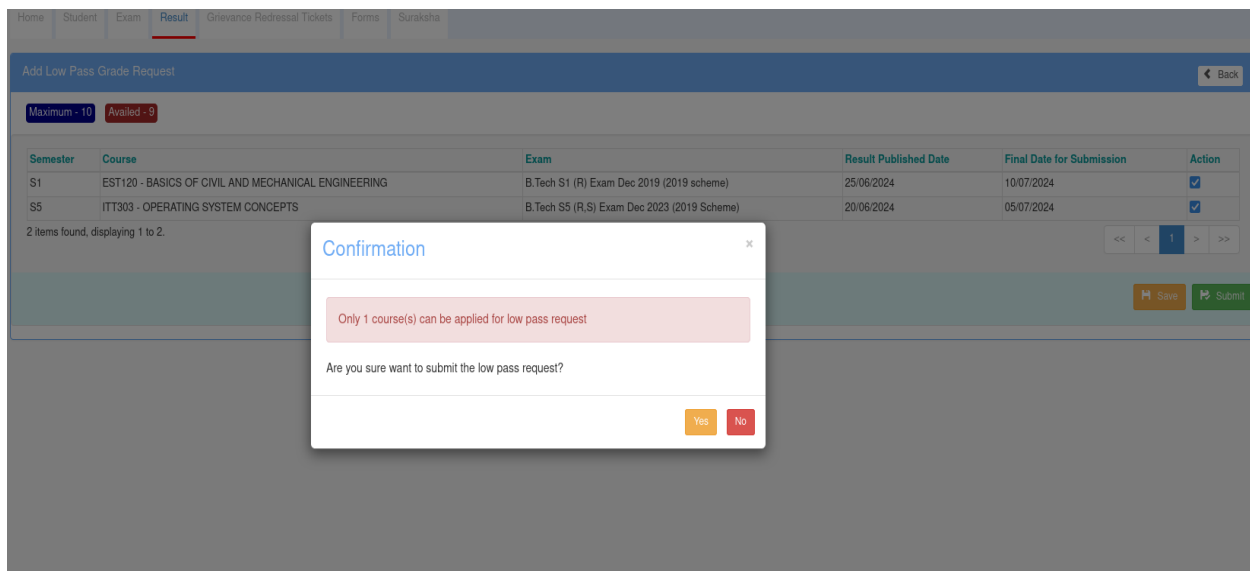 Home Student Exam Result Grievance Redressal Tickets Forms Suraksha
Add Low Pass Grade Request
Back
Maximum - 10 Availed - 9
Semester Course Exam Result Published Date Final Date for Submission Action
S1 EST120 - BASICS OF CIVIL AND MECHANICAL ENGINEERING B.Tech S1 (R) Exam Dec 2019 (2019 scheme) 25/06/2024 10/07/2024
S5 ITT303 - OPERATING SYSTEM CONCEPTS B.Tech S5 (R,S) Exam Dec 2023 (2019 Scheme) 20/06/2024 05/07/2024
2 items found, displaying 1 to 2.
<< < 1 > >>
Confirmation ×
Save Submit
Only 1 course(s) can be applied for low pass request
Are you sure want to submit the low pass request?
Yes No